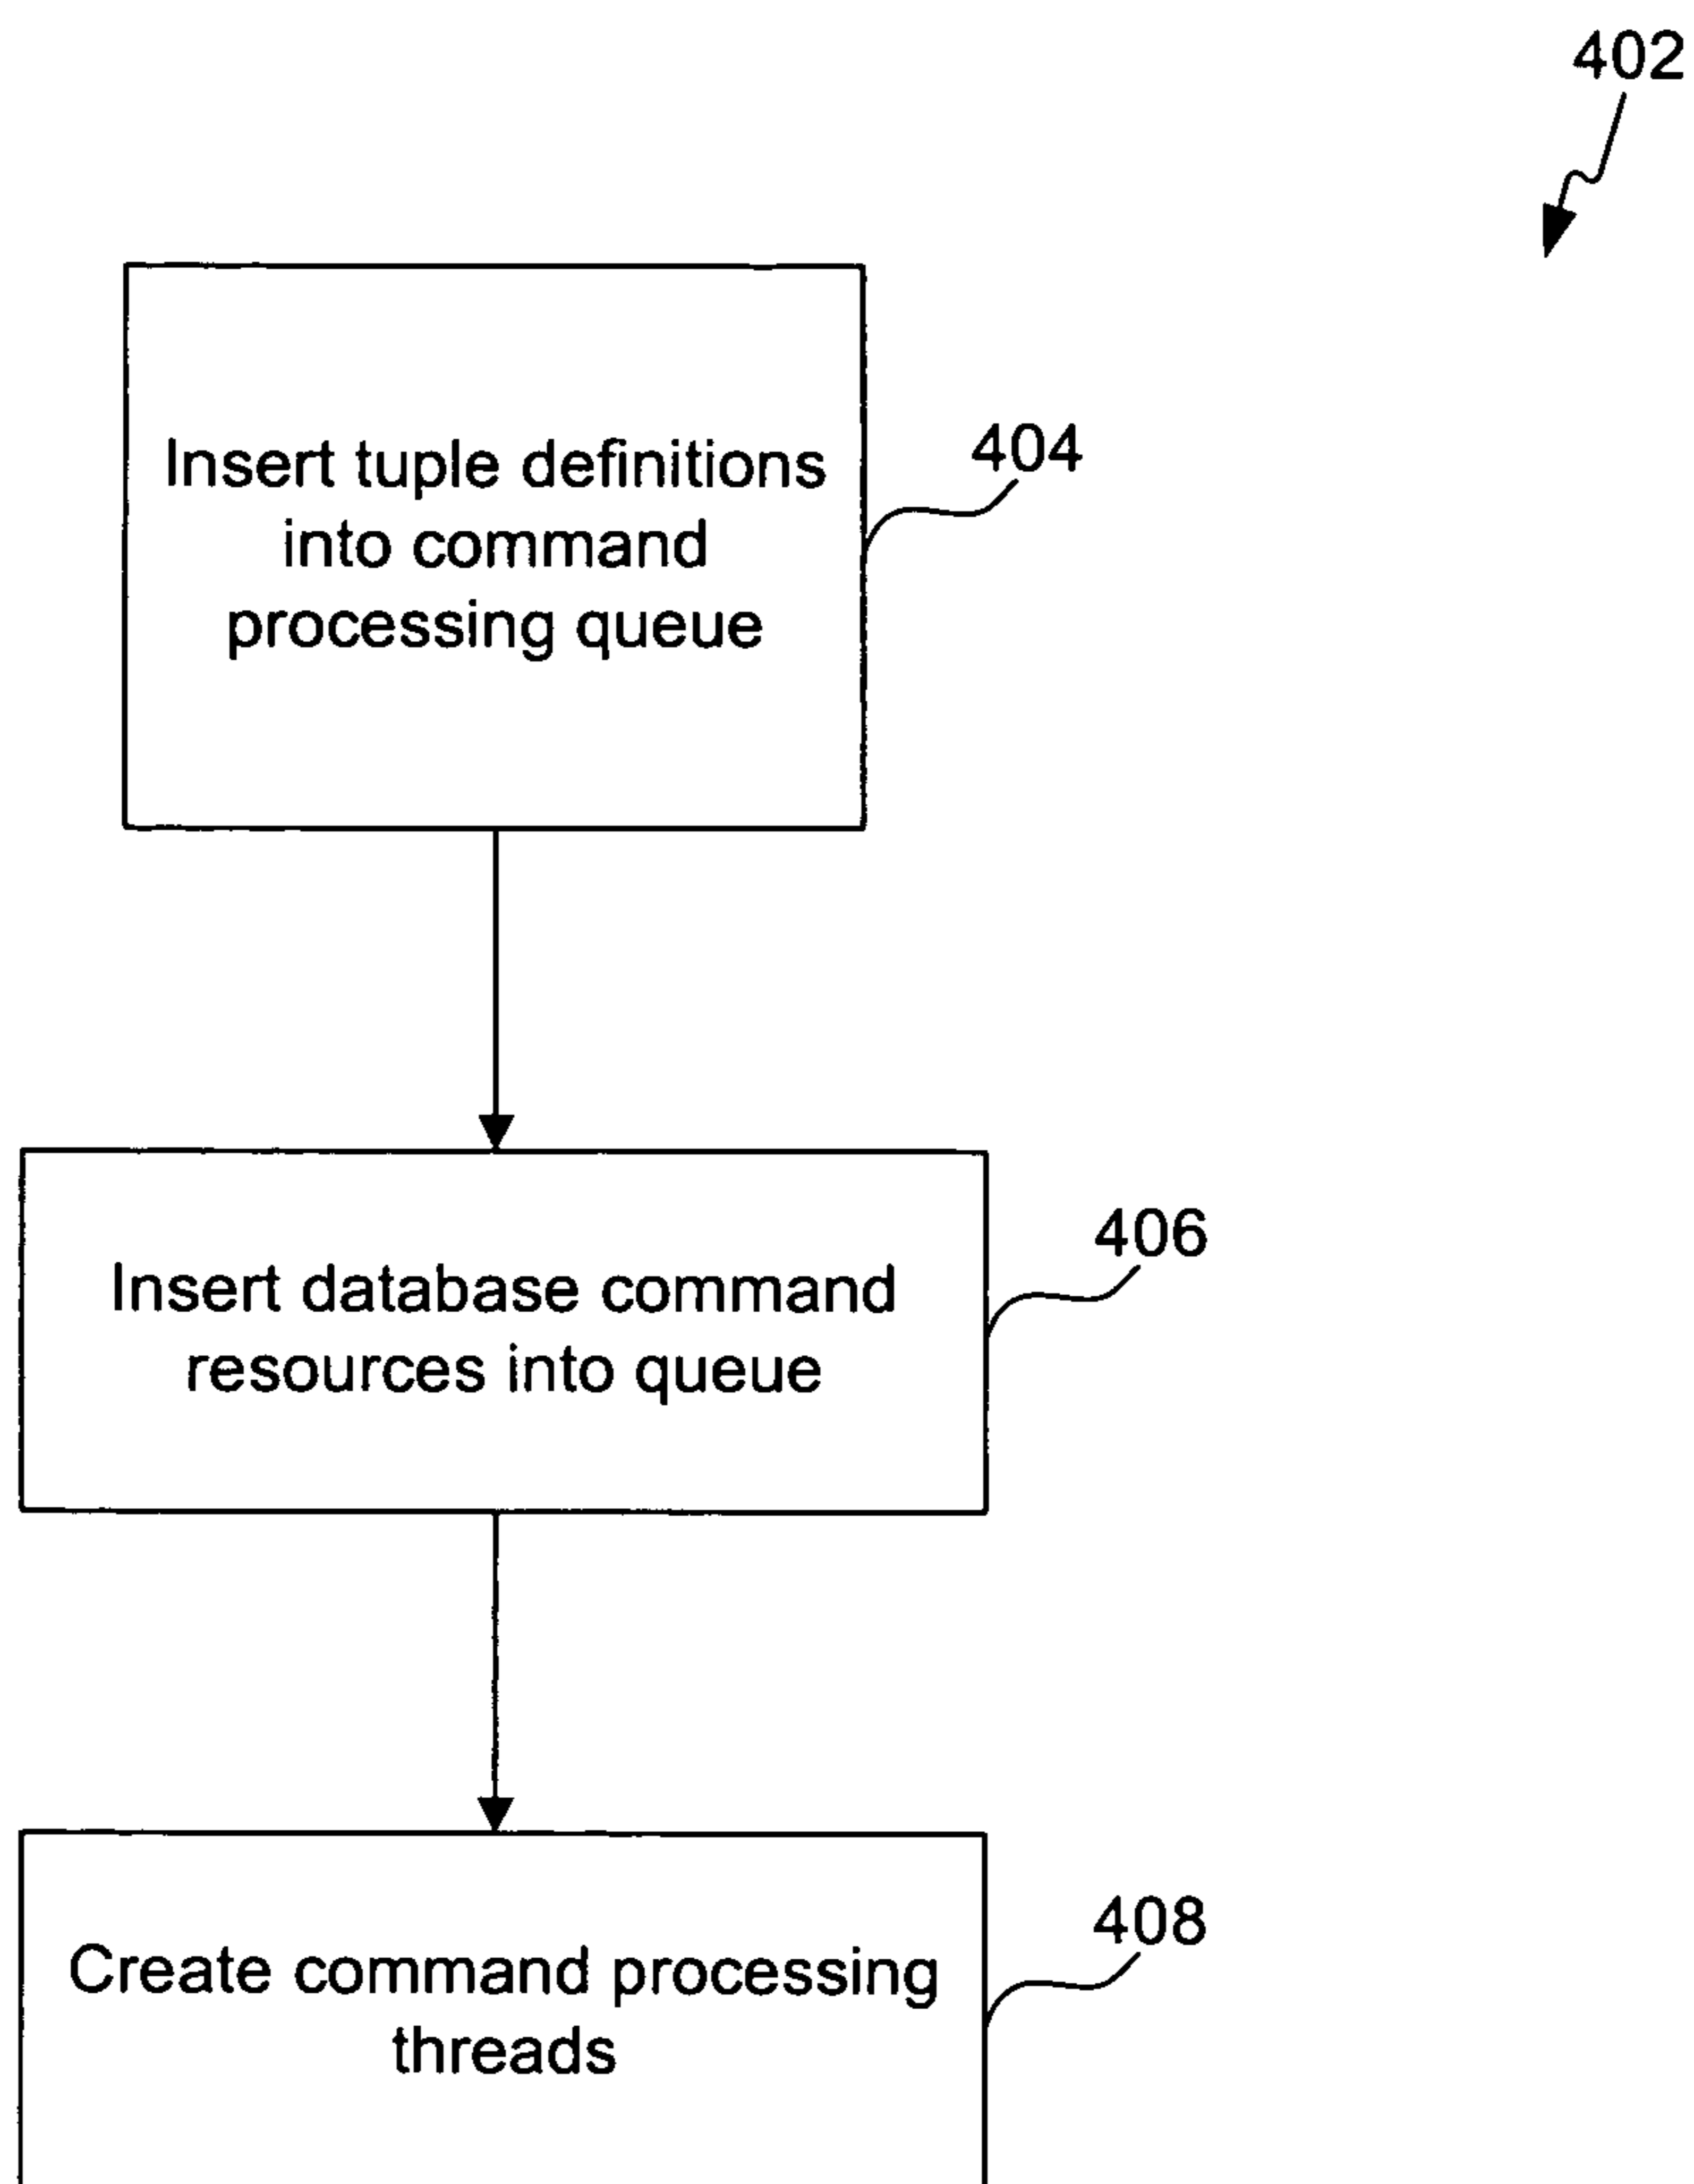 402
Insert tuple definitions
into command
processing queue
404
Insert database command
resources into queue
406
Create command processing
threads
408